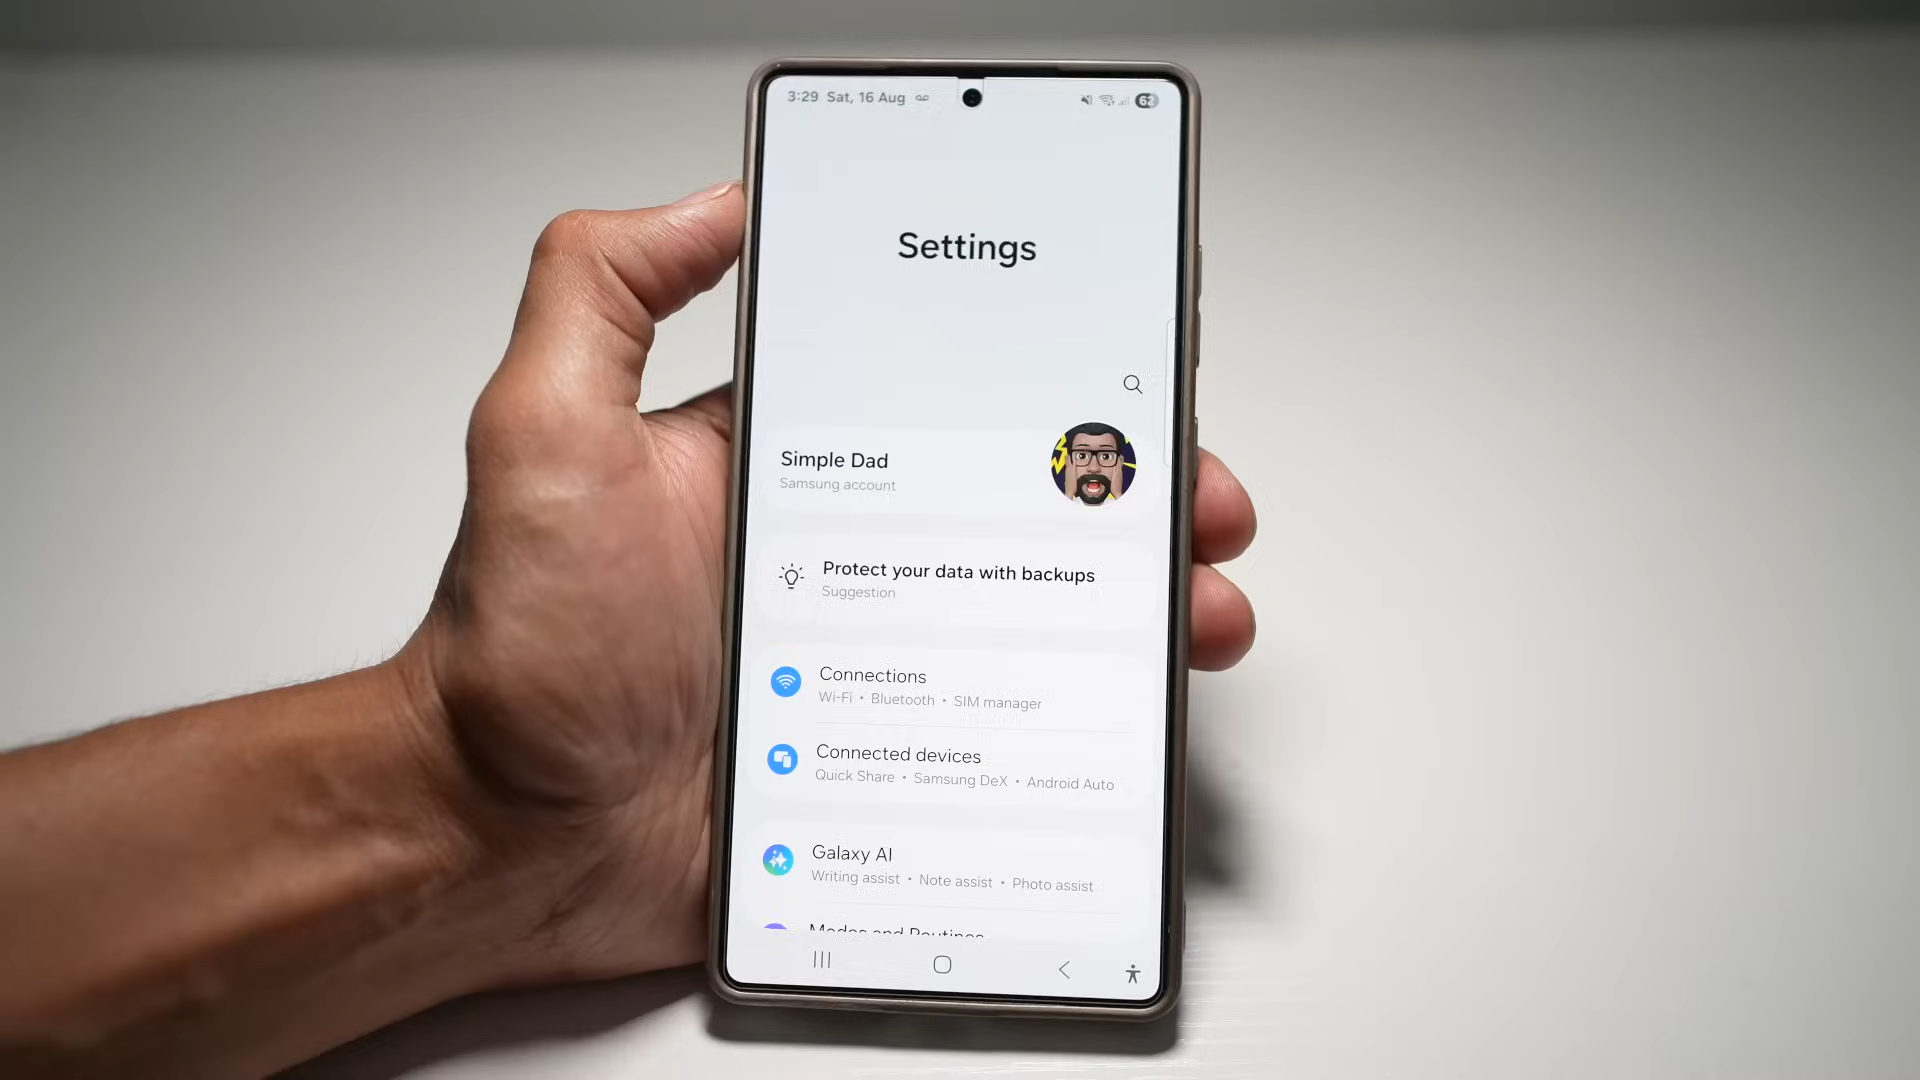 3:29 Sat, 16 Aug
62
Settings
Simple Dad
Samsung account
Protect your data with backups
Suggestion
Connections
Wi-Fi • Bluetooth • SIM manager
Connected devices
Quick Share • Samsung DeX • Android Auto
Galaxy AI
Writing assist • Note assist • Photo assist
Modes and Routines